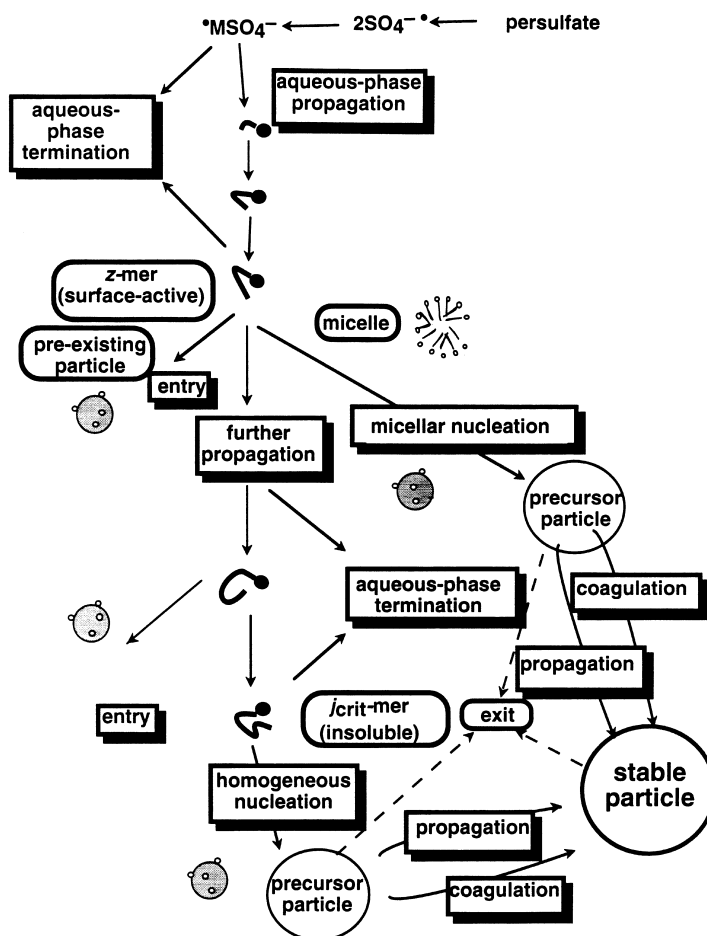 •MSO4– 2SO4–• persulfate
aqueous-phase
propagation
aqueous-
phase
termination
z-mer
(surface-active)
micelle
pre-existing
particle
entry
micellar nucleation
further
propagation
precursor
particle
aqueous-phase
termination
coagulation
propagation
entry
jcrit-mer
(insoluble)
exit
stable
particle
homogeneous
nucleation
propagation
precursor
particle
coagulation